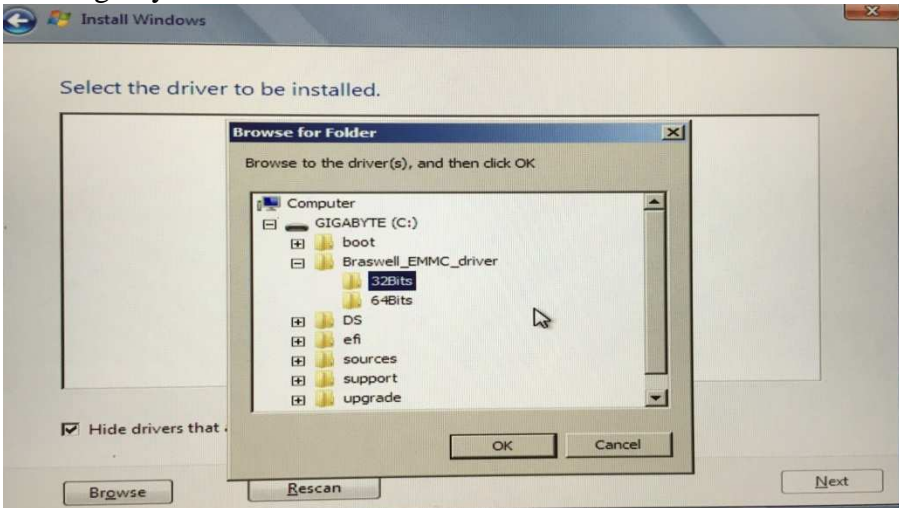 Install Windows
Select the driver to be installed.
Browse for Folder
Browse to the driver(s), and then click OK
Computer
GIGABYTE (C:)
boot
Braswell_EMMC_driver
32Bits
64Bits
DS
efi
sources
support
upgrade
Hide drivers that
OK
Cancel
Browse
Rescan
Next